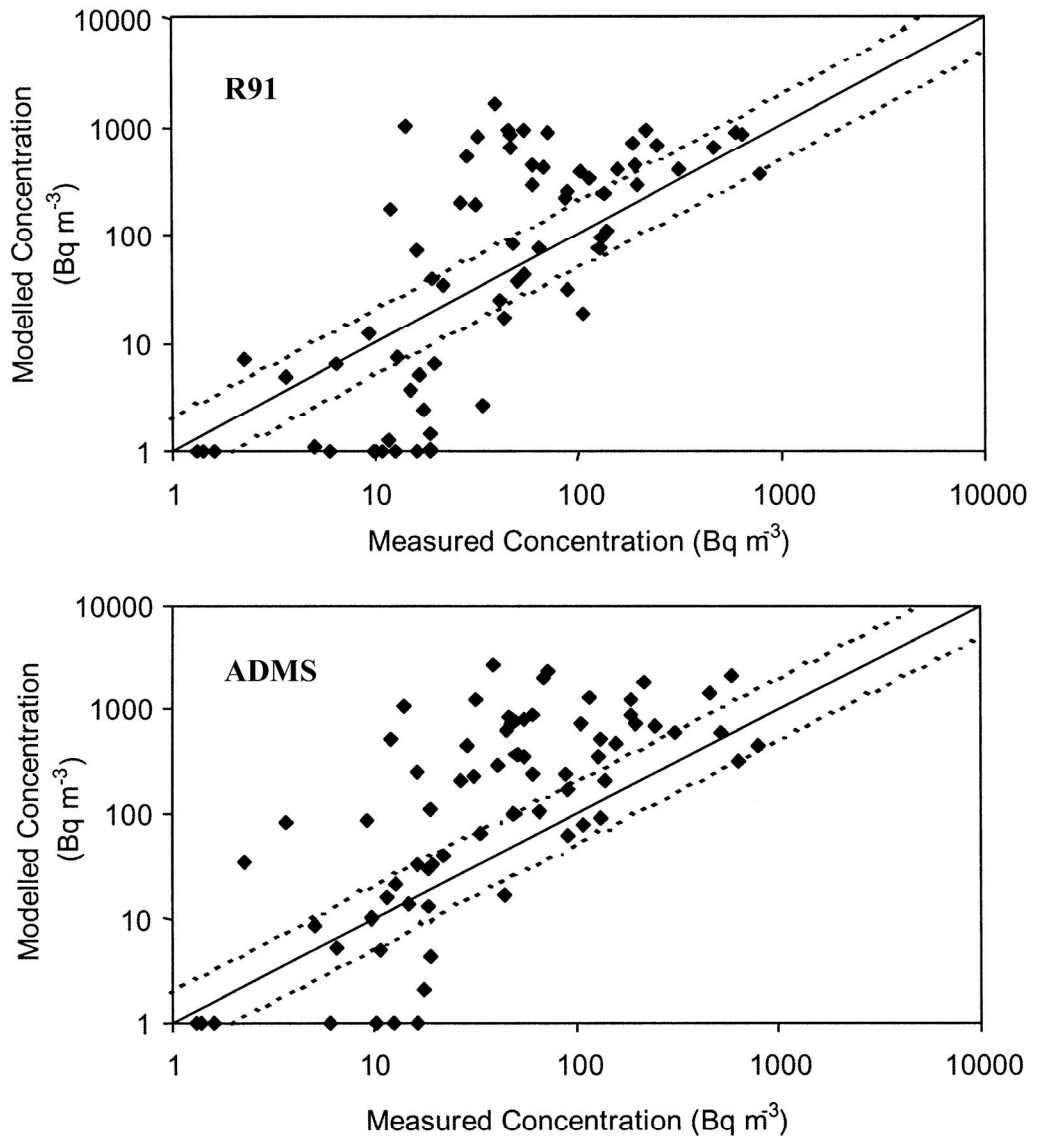 10000
1000
100
10
1
R91
Modelled Concentration
(Bq m-3)
1 10 100 1000 10000
Measured Concentration (Bq m-3)
10000
1000
100
10
1
ADMS
Modelled Concentration
(Bq m-3)
1 10 100 1000 10000
Measured Concentration (Bq m-3)